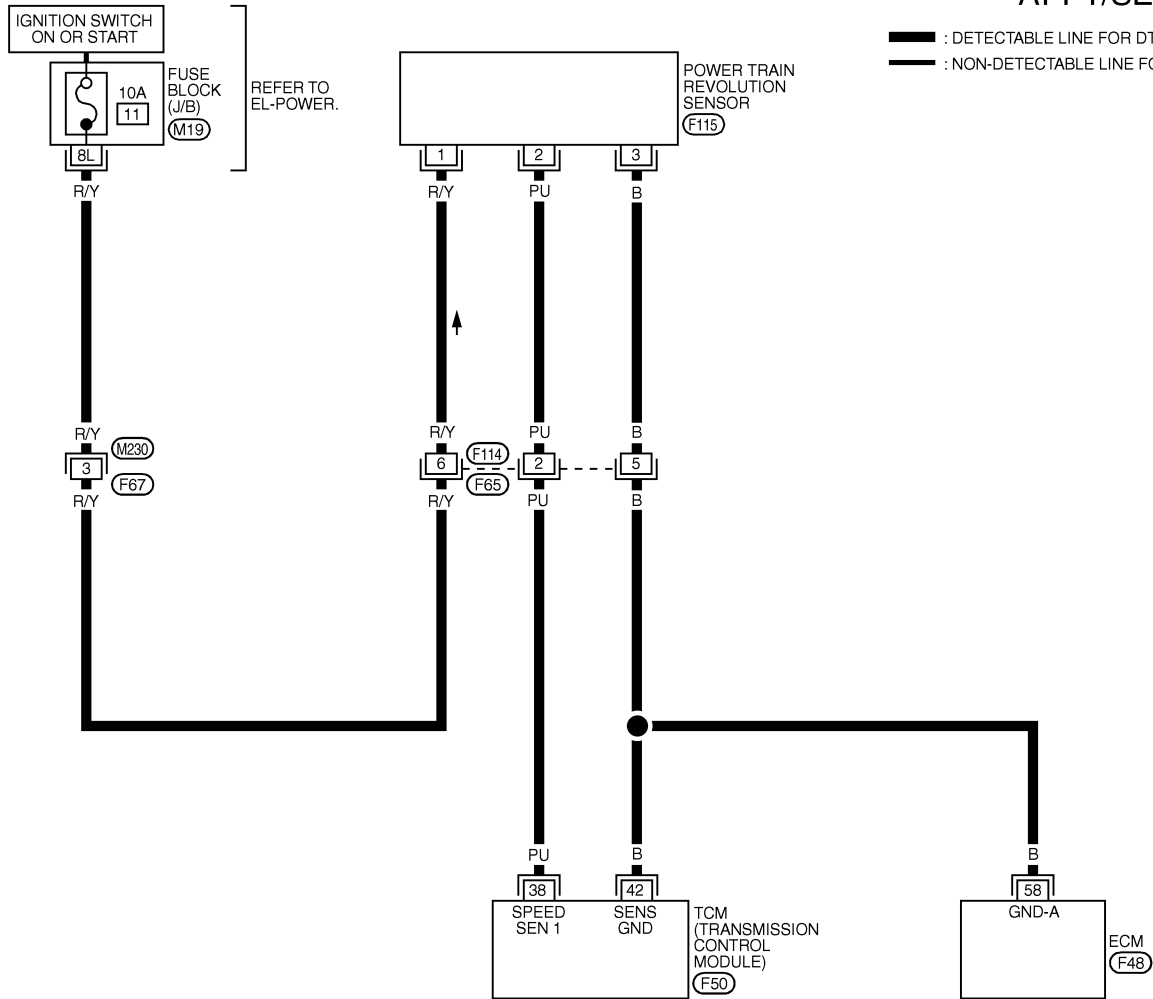 IGNITION SWITCH
ON OR START
10A
11
FUSE
BLOCK
(J/B)
M19
REFER TO
EL-POWER.
8L
R/Y
POWER TRAIN
REVOLUTION
SENSOR
F115
: DETECTABLE LINE FOR
: NON-DETECTABLE LINE
1
2
3
R/Y
PU
B
R/Y
M230
3
F67
R/Y
R/Y
PU
B
6
F114
F65
2
5
R/Y
PU
B
PU
B
B
38
42
58
SPEED
SEN 1
SENS
GND
TCM
(TRANSMISSION
CONTROL
MODULE)
F50
GND-A
ECM
F48